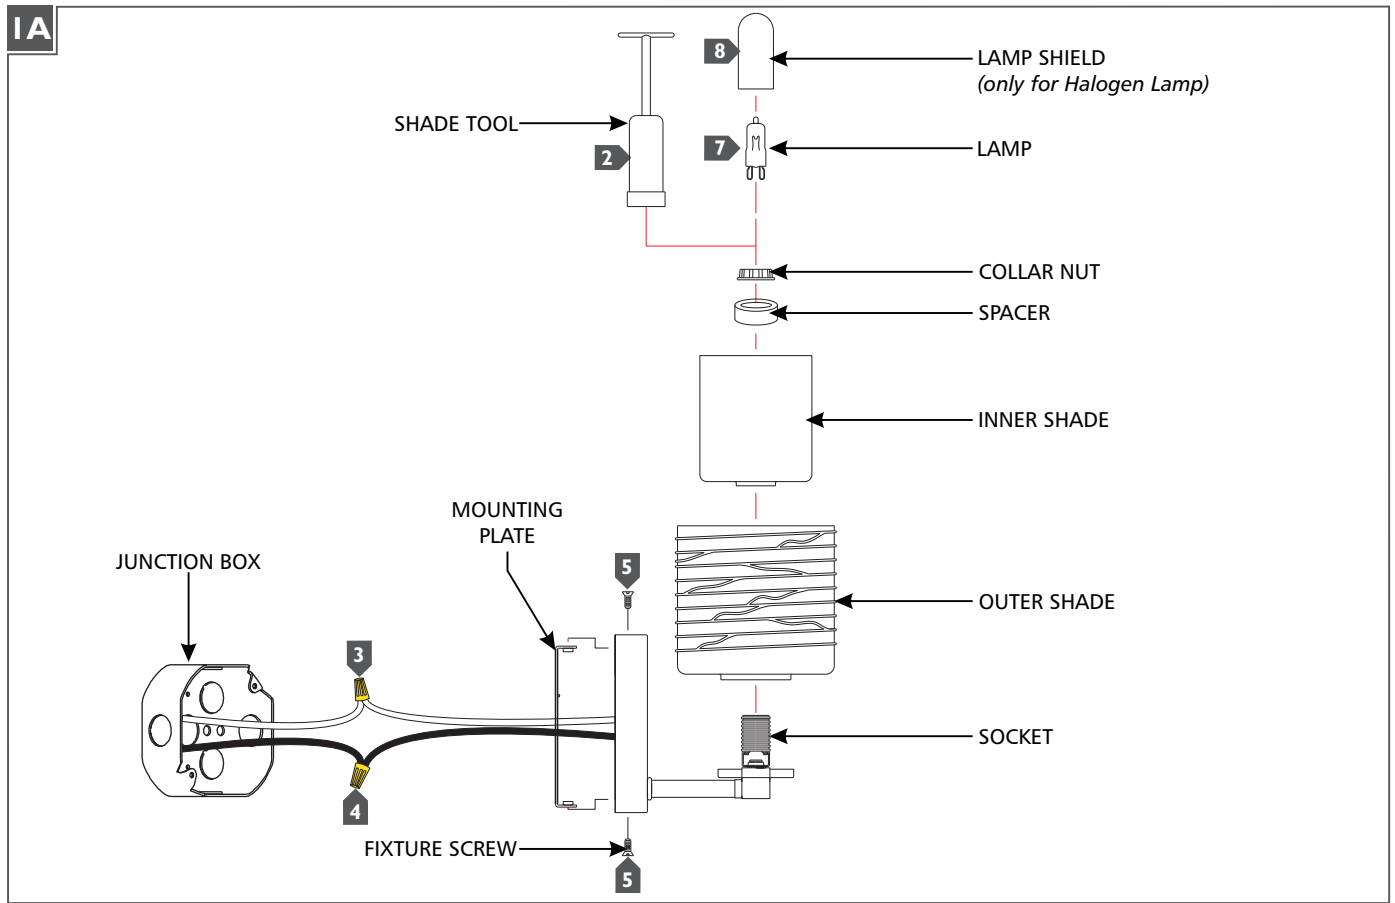 1A
8
LAMP SHIELD
(only for Halogen Lamp)
SHADE TOOL
2
7
LAMP
COLLAR NUT
SPACER
INNER SHADE
MOUNTING
PLATE
JUNCTION BOX
5
OUTER SHADE
3
SOCKET
4
FIXTURE SCREW
5